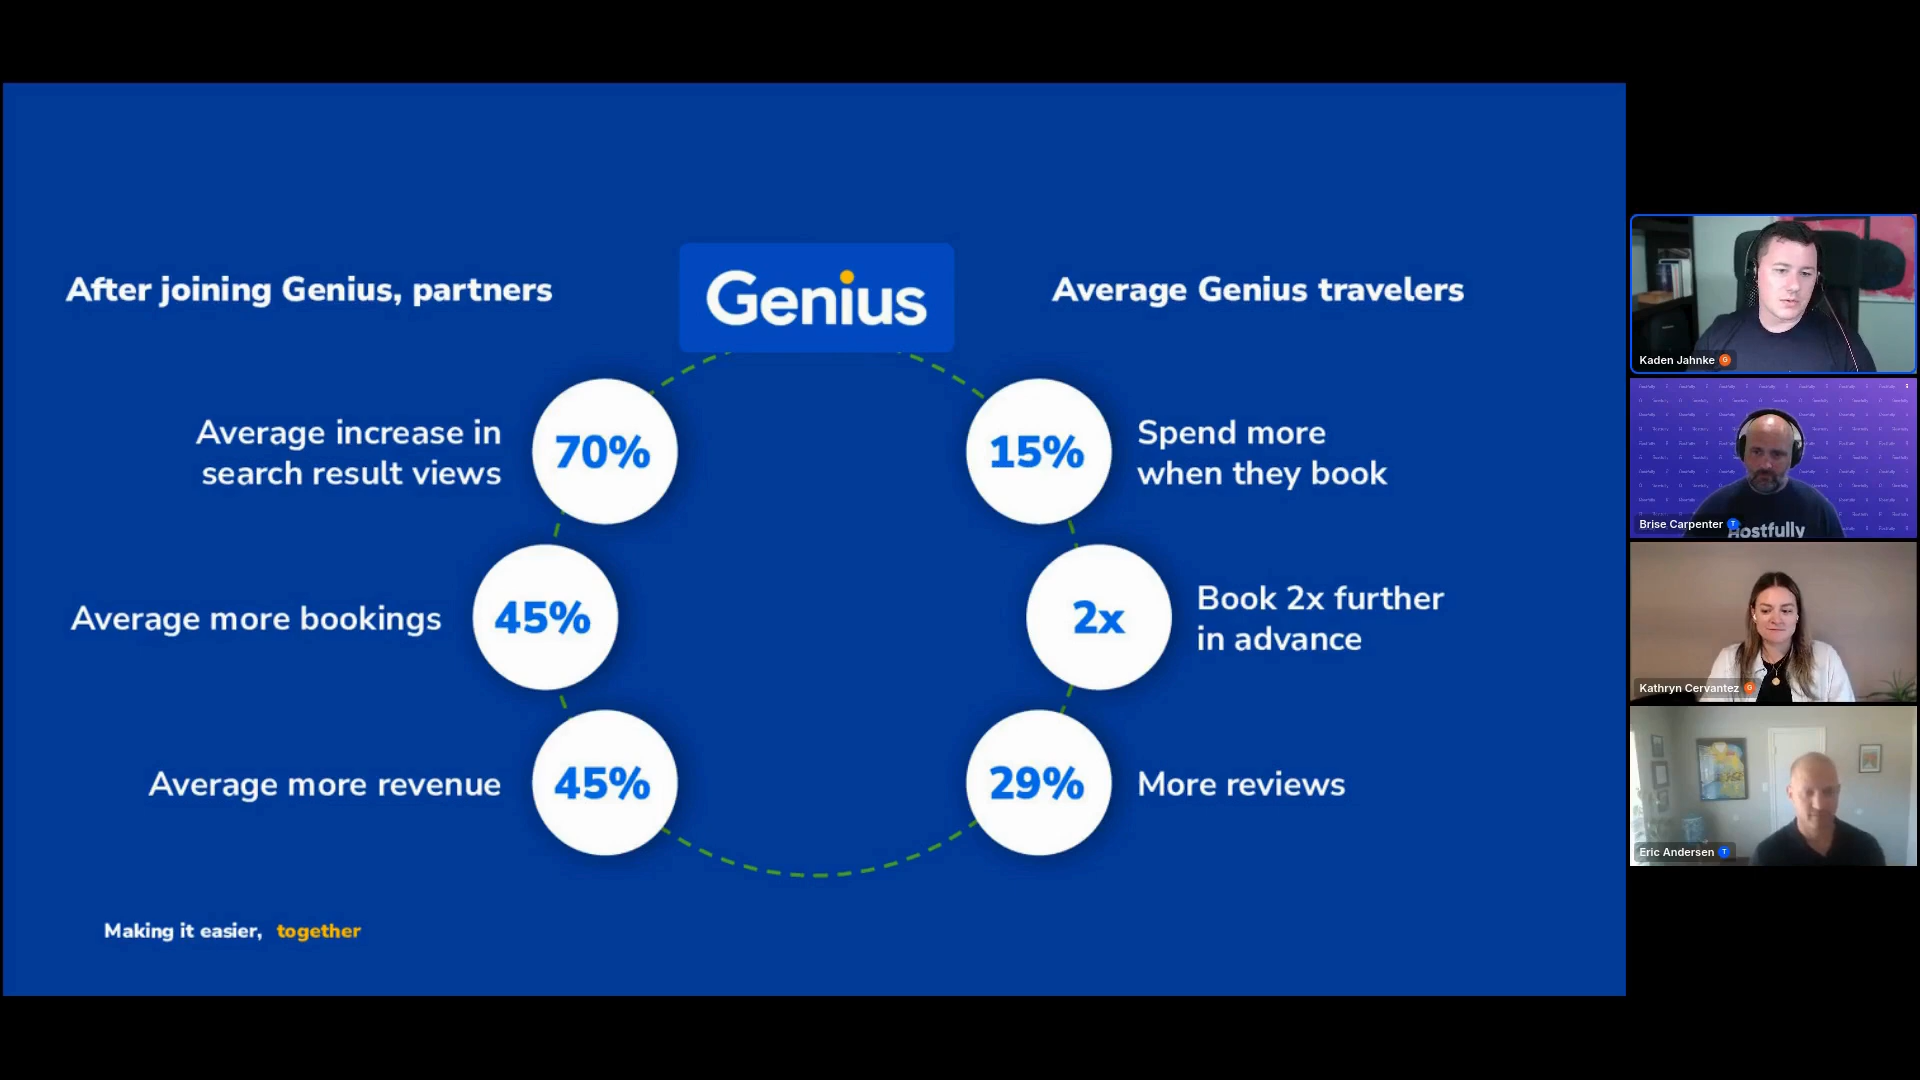 After joining Genius, partners
Genius
Average Genius travelers
Average increase in
search result views
70%
15%
Spend more
when they book
Average more bookings
45%
2x
Book 2x further
in advance
Average more revenue
45%
29%
More reviews
Making it easier, together
Kaden Jahnke G
Brise Carpenter T
Hostfully
Kathryn Cervantez G
Eric Andersen T